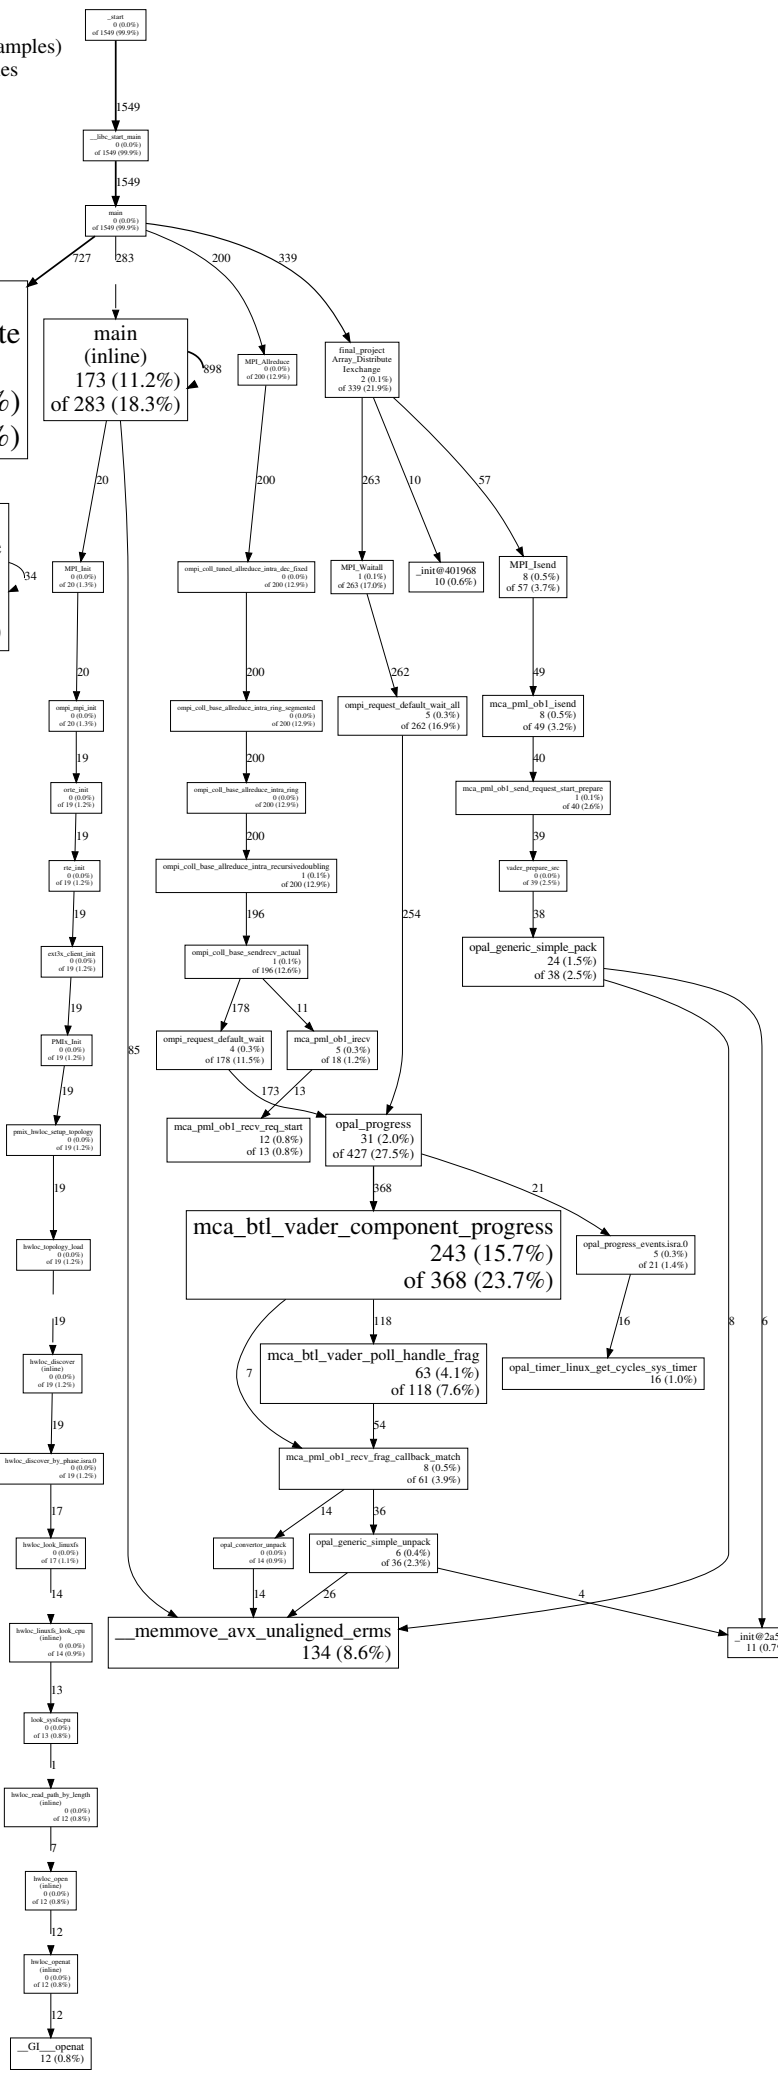 _start
0 (0.0%)
of 1549 (99.9%)
amples)
es
1549
__libc_start_main
0 (0.0%)
of 1549 (99.9%)
1549
main
0 (0.0%)
of 1549 (99.9%)
727
283
200
339
te
%)
%)
main
(inline)
173 (11.2%)
of 283 (18.3%)
898
MPI_Allreduce
0 (0.0%)
of 200 (12.9%)
final_project
Array_Distribute
Iexchange
2 (0.1%)
of 339 (21.9%)
20
200
263
10
57
34
MPI_Init
0 (0.0%)
of 20 (1.3%)
ompi_coll_tuned_allreduce_intra_dec_fixed
0 (0.0%)
of 200 (12.9%)
MPI_Waitall
1 (0.1%)
of 263 (17.0%)
_init@401968
10 (0.6%)
MPI_Isend
8 (0.5%)
of 57 (3.7%)
20
200
262
49
ompi_mpi_init
0 (0.0%)
of 20 (1.3%)
ompi_coll_base_allreduce_intra_ring_segmented
0 (0.0%)
of 200 (12.9%)
ompi_request_default_wait_all
5 (0.3%)
of 262 (16.9%)
mca_pml_ob1_isend
8 (0.5%)
of 49 (3.2%)
19
200
40
orte_init
0 (0.0%)
of 19 (1.2%)
ompi_coll_base_allreduce_intra_ring
0 (0.0%)
of 200 (12.9%)
mca_pml_ob1_send_request_start_prepare
1 (0.1%)
of 40 (2.6%)
19
200
39
rte_init
0 (0.0%)
of 19 (1.2%)
ompi_coll_base_allreduce_intra_recursivedoubling
1 (0.1%)
of 200 (12.9%)
vader_prepare_src
0 (0.0%)
of 39 (2.5%)
19
196
254
38
ext3x_client_init
0 (0.0%)
of 19 (1.2%)
ompi_coll_base_sendrecv_actual
1 (0.1%)
of 196 (12.6%)
opal_generic_simple_pack
24 (1.5%)
of 38 (2.5%)
19
178
11
PMIx_Init
0 (0.0%)
of 19 (1.2%)
85
ompi_request_default_wait
4 (0.3%)
of 178 (11.5%)
mca_pml_ob1_irecv
5 (0.3%)
of 18 (1.2%)
19
173
13
pmix_hwloc_setup_topology
0 (0.0%)
of 19 (1.2%)
mca_pml_ob1_recv_req_start
12 (0.8%)
of 13 (0.8%)
opal_progress
31 (2.0%)
of 427 (27.5%)
19
368
21
hwloc_topology_load
0 (0.0%)
of 19 (1.2%)
mca_btl_vader_component_progress
243 (15.7%)
of 368 (23.7%)
opal_progress_events.isra.0
5 (0.3%)
of 21 (1.4%)
19
118
16
8
6
hwloc_discover
(inline)
0 (0.0%)
of 19 (1.2%)
7
mca_btl_vader_poll_handle_frag
63 (4.1%)
of 118 (7.6%)
opal_timer_linux_get_cycles_sys_timer
16 (1.0%)
19
54
hwloc_discover_by_phase.isra.0
0 (0.0%)
of 19 (1.2%)
mca_pml_ob1_recv_frag_callback_match
8 (0.5%)
of 61 (3.9%)
17
14
36
hwloc_look_linuxfs
0 (0.0%)
of 17 (1.1%)
opal_convertor_unpack
0 (0.0%)
of 14 (0.9%)
opal_generic_simple_unpack
6 (0.4%)
of 36 (2.3%)
14
14
26
4
hwloc_linuxfs_look_cpu
(inline)
0 (0.0%)
of 14 (0.9%)
__memmove_avx_unaligned_erms
134 (8.6%)
_init@2a5
11 (0.7%
13
look_sysfscpu
0 (0.0%)
of 13 (0.8%)
1
hwloc_read_path_by_length
(inline)
0 (0.0%)
of 12 (0.8%)
7
hwloc_open
(inline)
0 (0.0%)
of 12 (0.8%)
12
hwloc_openat
(inline)
0 (0.0%)
of 12 (0.8%)
12
__GI___openat
12 (0.8%)